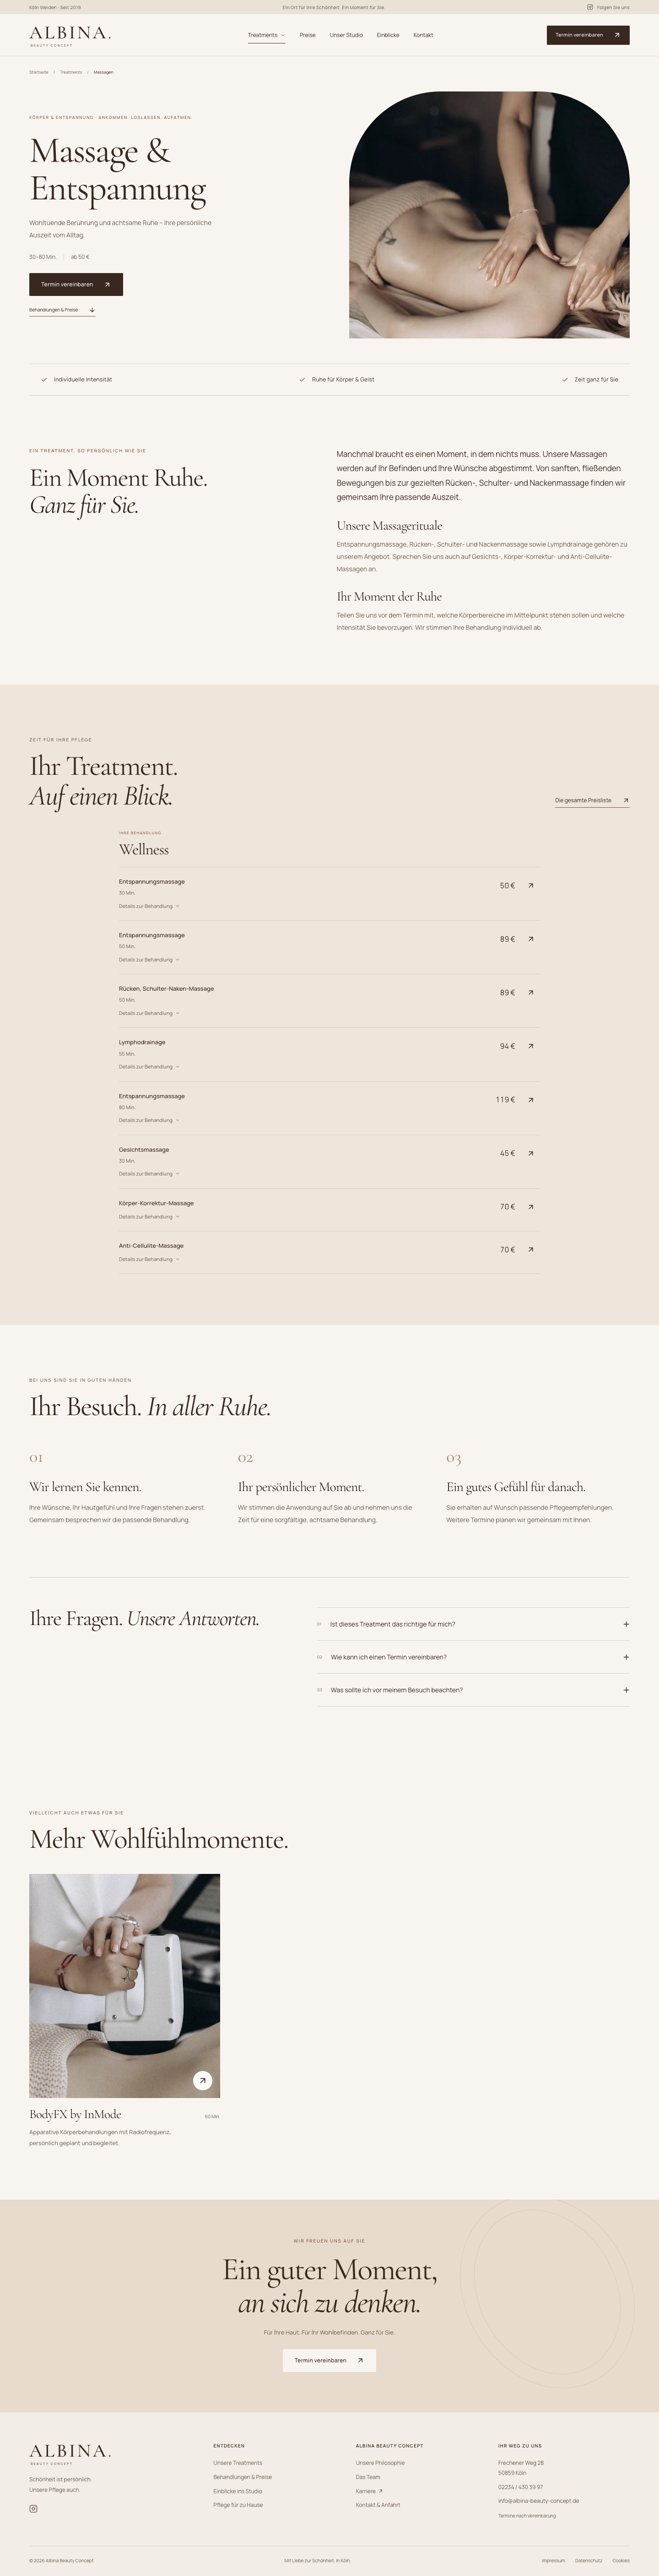 Köln Weiden · Seit 2019
Ein Ort für Ihre Schönheit. Ein Moment für Sie.
Folgen Sie uns
ALBINA.
BEAUTY CONCEPT
Treatments
Preise
Unser Studio
Einblicke
Kontakt
Termin vereinbaren
Startseite / Treatments / Massagen
KÖRPER & ENTSPANNUNG · ANKOMMEN. LOSLASSEN. AUFATMEN.
Massage &
Entspannung
Wohltuende Berührung und achtsame Ruhe – Ihre persönliche
Auszeit vom Alltag.
30–80 Min. | ab 50 €
Termin vereinbaren
Behandlungen & Preise
Individuelle Intensität
Ruhe für Körper & Geist
Zeit ganz für Sie
EIN TREATMENT, SO PERSÖNLICH WIE SIE
Ein Moment Ruhe.
Ganz für Sie.
Manchmal braucht es einen Moment, in dem nichts muss. Unsere Massagen
werden auf Ihr Befinden und Ihre Wünsche abgestimmt. Von sanften, fließenden
Bewegungen bis zur gezielten Rücken-, Schulter- und Nackenmassage finden wir
gemeinsam Ihre passende Auszeit.
Unsere Massagerituale
Entspannungsmassage, Rücken-, Schulter- und Nackenmassage sowie Lymphdrainage gehören zu
unserem Angebot. Sprechen Sie uns auch auf Gesichts-, Körper-Korrektur- und Anti-Cellulite-
Massagen an.
Ihr Moment der Ruhe
Teilen Sie uns vor dem Termin mit, welche Körperbereiche im Mittelpunkt stehen sollen und welche
Intensität Sie bevorzugen. Wir stimmen Ihre Behandlung individuell ab.
ZEIT FÜR IHRE PFLEGE
Ihr Treatment.
Auf einen Blick.
Die gesamte Preisliste
IHRE BEHANDLUNG
Wellness
Entspannungsmassage
30 Min.
Details zur Behandlung
50 €
Entspannungsmassage
50 Min.
Details zur Behandlung
89 €
Rücken, Schulter-Naken-Massage
50 Min.
Details zur Behandlung
89 €
Lymphodrainage
55 Min.
Details zur Behandlung
94 €
Entspannungsmassage
80 Min.
Details zur Behandlung
119 €
Gesichtsmassage
30 Min.
Details zur Behandlung
45 €
Körper-Korrektur-Massage
Details zur Behandlung
70 €
Anti-Cellulite-Massage
Details zur Behandlung
70 €
BEI UNS SIND SIE IN GUTEN HÄNDEN
Ihr Besuch. In aller Ruhe.
01
Wir lernen Sie kennen.
Ihre Wünsche, Ihr Hautgefühl und Ihre Fragen stehen zuerst.
Gemeinsam besprechen wir die passende Behandlung.
02
Ihr persönlicher Moment.
Wir stimmen die Anwendung auf Sie ab und nehmen uns die
Zeit für eine sorgfältige, achtsame Behandlung.
03
Ein gutes Gefühl für danach.
Sie erhalten auf Wunsch passende Pflegeempfehlungen.
Weitere Termine planen wir gemeinsam mit Ihnen.
Ihre Fragen. Unsere Antworten.
01 Ist dieses Treatment das richtige für mich?
02 Wie kann ich einen Termin vereinbaren?
03 Was sollte ich vor meinem Besuch beachten?
VIELLEICHT AUCH ETWAS FÜR SIE
Mehr Wohlfühlmomente.
BodyFX by InMode
60 Min.
Apparative Körperbehandlungen mit Radiofrequenz,
persönlich geplant und begleitet.
WIR FREUEN UNS AUF SIE
Ein guter Moment,
an sich zu denken.
Für Ihre Haut. Für Ihr Wohlbefinden. Ganz für Sie.
Termin vereinbaren
ALBINA.
BEAUTY CONCEPT
Schönheit ist persönlich.
Unsere Pflege auch.
ENTDECKEN
Unsere Treatments
Behandlungen & Preise
Einblicke ins Studio
Pflege für zu Hause
ALBINA BEAUTY CONCEPT
Unsere Philosophie
Das Team
Karriere
Kontakt & Anfahrt
IHR WEG ZU UNS
Frechener Weg 28
50859 Köln
02234 / 430 39 97
info@albina-beauty-concept.de
Termine nach Vereinbarung
© 2026 Albina Beauty Concept
Mit Liebe zur Schönheit. In Köln.
Impressum
Datenschutz
Cookies